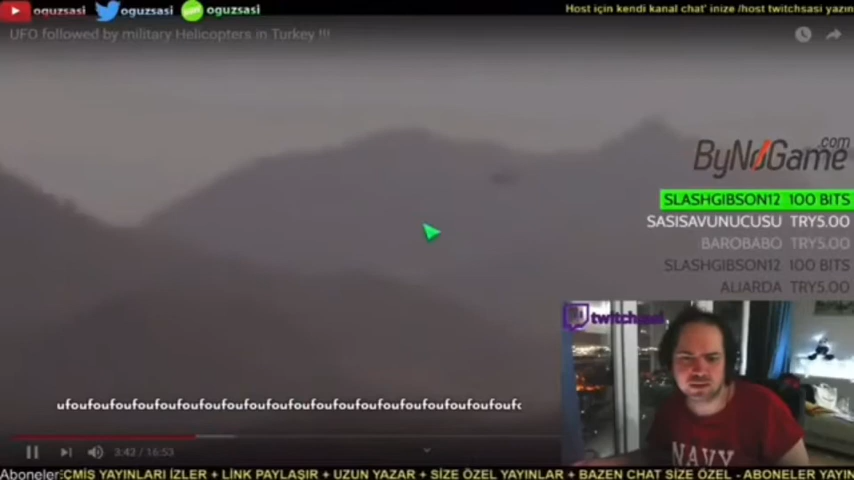 oguzsasi oguzsasi oguzsasi
Host için kendi kanal chat' inize /host twitchsasi yazın
UFO followed by military Helicopters in Turkey !!!
ByNoGame.com
SLASHGIBSON12 100 BITS
SASISAVUNUCUSU TRY5.00
BAROBABO TRY5.00
SLASHGIBSON12 100 BITS
ALIARDA TRY5.00
twitchsasi
NAVY
ufoufoufoufoufoufoufoufoufoufoufoufoufoufoufoufoufoufoufoufoufo
3:42 / 16:53
Aboneler ÇMİŞ YAYINLARI İZLER + LİNK PAYLAŞIR + UZUN YAZAR + SİZE ÖZEL YAYINLAR + BAZEN CHAT SİZE ÖZEL - ABONELER YAYIN